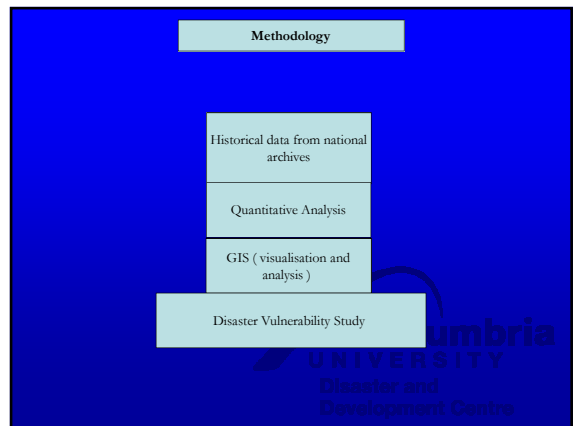 Methodology
Historical data from national
archives
Quantitative Analysis
GIS ( visualisation and
analysis )
Disaster Vulnerability Study
umbria
UNIVERSITY
Disaster and
Development Centre